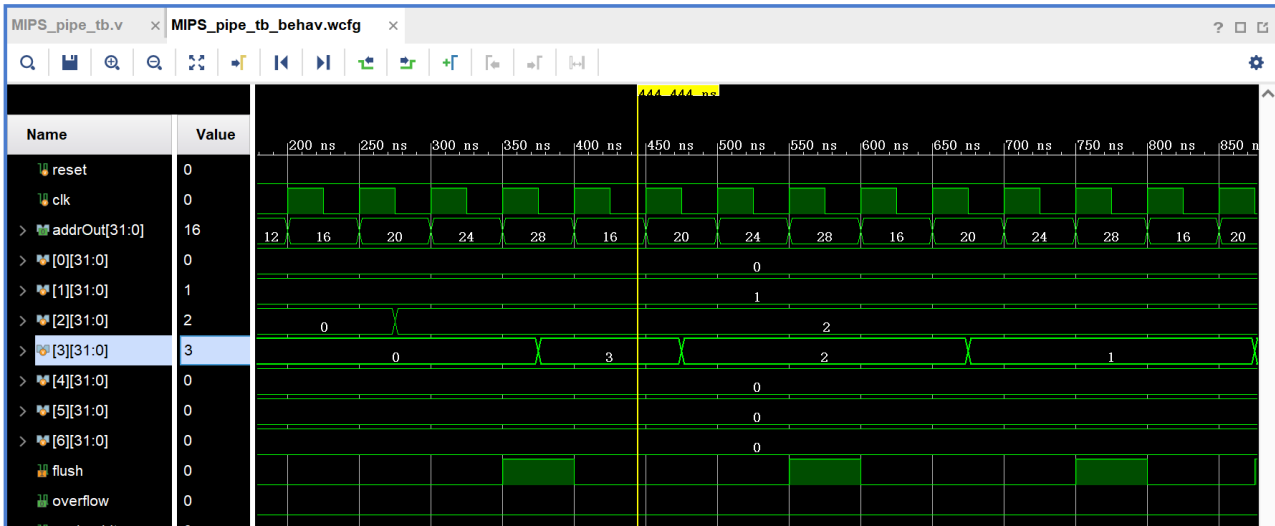 MIPS_pipe_tb.v × MIPS_pipe_tb_behav.wcfg ×
?
444.444 ns
Name Value
200 ns 250 ns 300 ns 350 ns 400 ns 450 ns 500 ns 550 ns 600 ns 650 ns 700 ns 750 ns 800 ns 850 n
reset 0
clk 0
> addrOut[31:0] 16 12 16 20 24 28 16 20 24 28 16 20 24 28 16 20
> [0][31:0] 0 0
> [1][31:0] 1 1
> [2][31:0] 2 0 2
> [3][31:0] 3 0 3 2 1
> [4][31:0] 0 0
> [5][31:0] 0 0
> [6][31:0] 0 0
flush 0
overflow 0